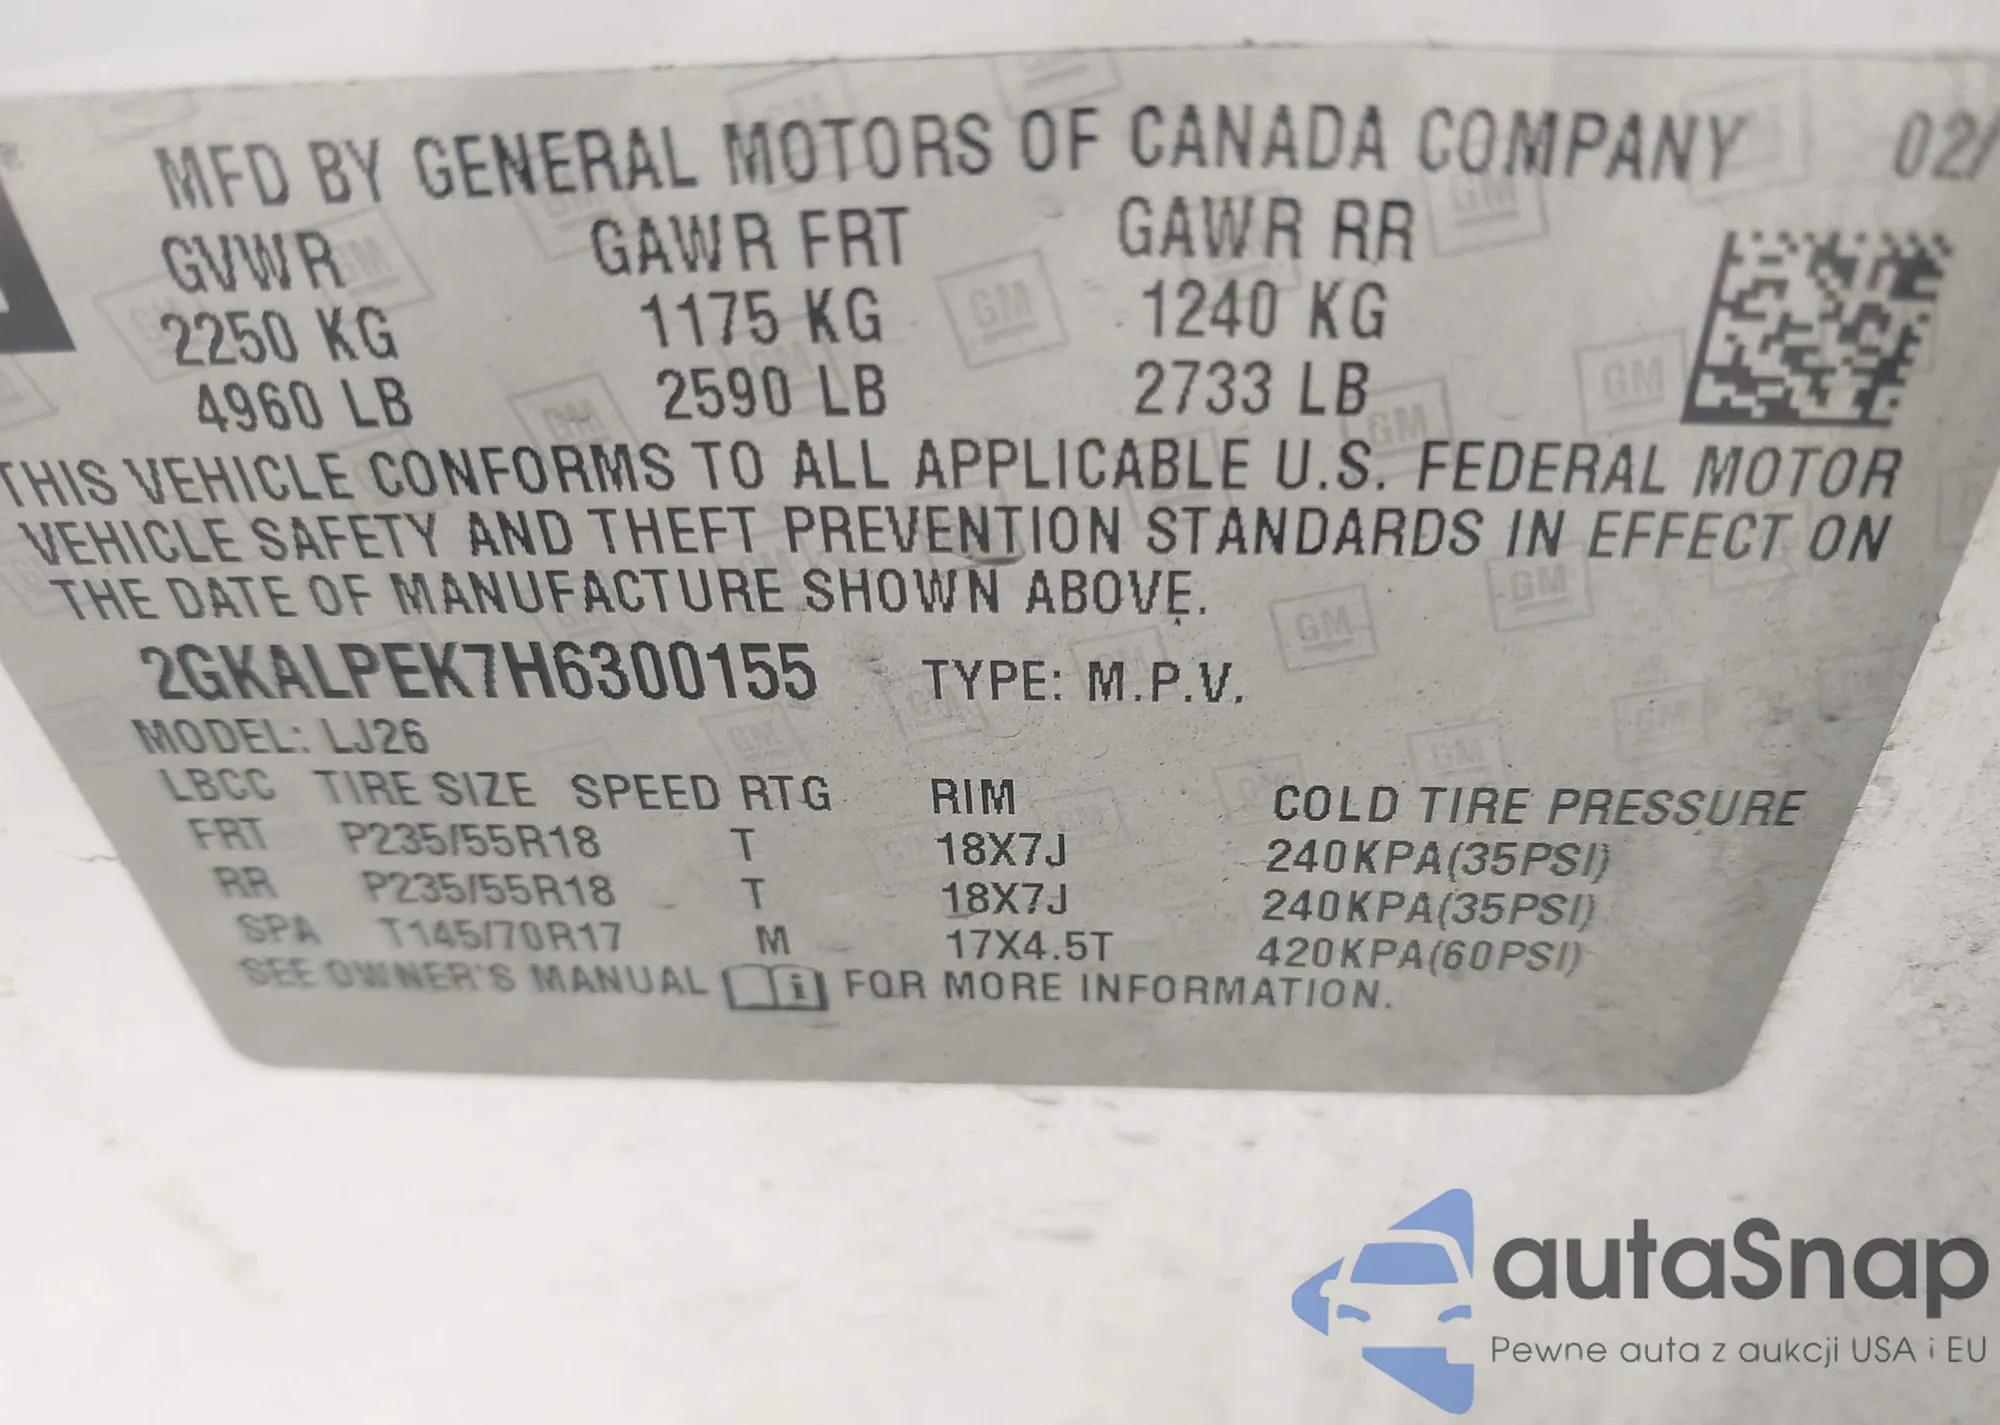 MFD BY GENERAL MOTORS OF CANADA COMPANY 02/
GVWR GAWR FRT GAWR RR
2250 KG 1175 KG 1240 KG
4960 LB 2590 LB 2733 LB
THIS VEHICLE CONFORMS TO ALL APPLICABLE U.S. FEDERAL MOTOR
VEHICLE SAFETY AND THEFT PREVENTION STANDARDS IN EFFECT ON
THE DATE OF MANUFACTURE SHOWN ABOVE.
2GKALPEK7H6300155 TYPE: M.P.V.
MODEL: LJ26
LBCC TIRE SIZE SPEED RTG RIM COLD TIRE PRESSURE
FRT P235/55R18 T 18X7J 240KPA(35PSI)
RR P235/55R18 T 18X7J 240KPA(35PSI)
SPA T145/70R17 M 17X4.5T 420KPA(60PSI)
SEE OWNER'S MANUAL FOR MORE INFORMATION.
autaSnap
Pewne auta z aukcji USA i EU